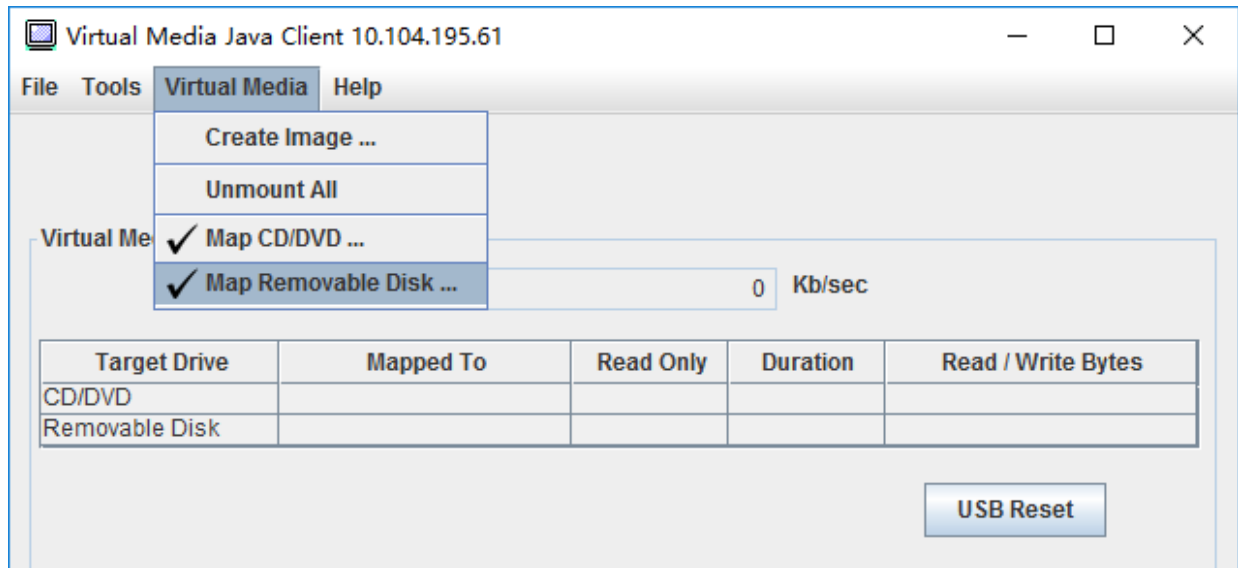 Virtual Media Java Client 10.104.195.61
File Tools Virtual Media Help
Create Image ...
Unmount All
Virtual Me
Map CD/DVD ...
Map Removable Disk ...
0 Kb/sec
Target Drive Mapped To Read Only Duration Read / Write Bytes
CD/DVD
Removable Disk
USB Reset